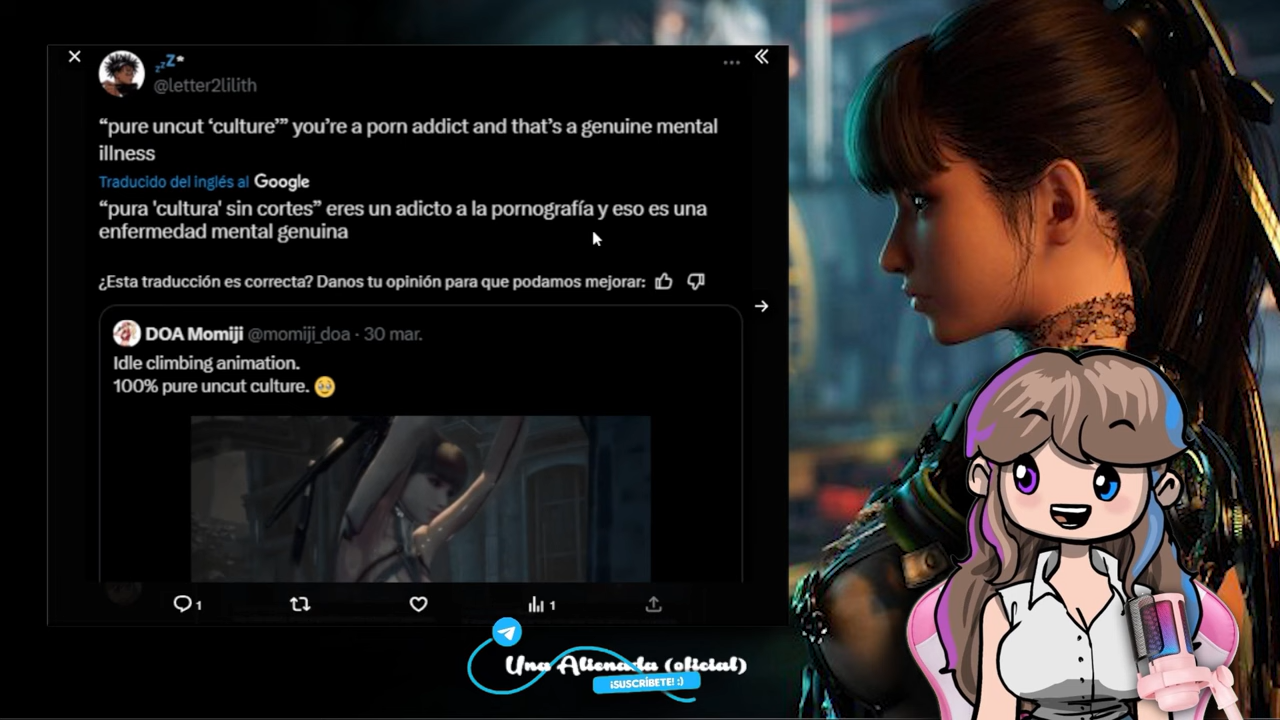 zzZ*
@letter2lilith
“pure uncut ‘culture’” you’re a porn addict and that’s a genuine mental
illness
Traducido del inglés al Google
“pura 'cultura' sin cortes” eres un adicto a la pornografía y eso es una
enfermedad mental genuina
¿Esta traducción es correcta? Danos tu opinión para que podamos mejorar:
DOA Momiji @momiji_doa · 30 mar.
Idle climbing animation.
100% pure uncut culture. 🥹
1
1
Una Alienada (oficial)
¡SUSCRÍBETE! :)